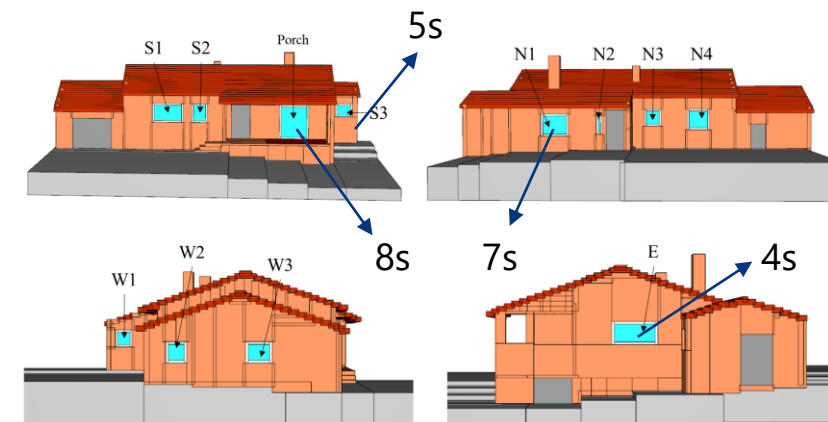 S1 S2 Porch 5s
S3
N1 N2 N3 N4
8s
7s
W1 W2 W3
E 4s